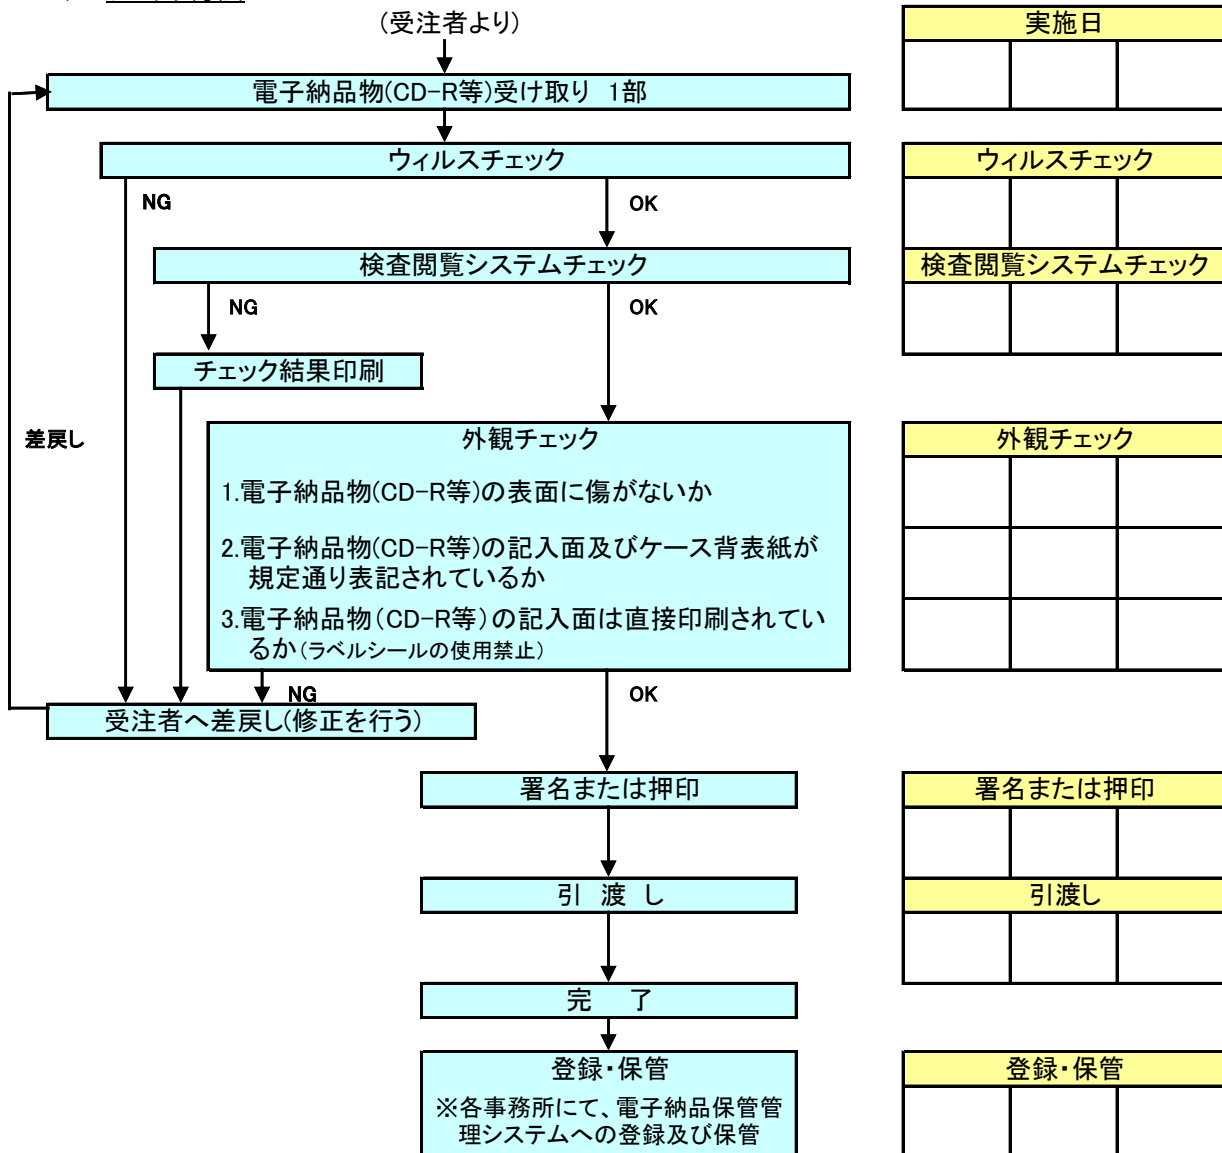 (受注者より)
実施日
電子納品物(CD-R等)受け取り 1部
ウィルスチェック
ウィルスチェック
NG
OK
検査閲覧システムチェック
検査閲覧システムチェック
NG
OK
チェック結果印刷
差戻し
外観チェック
外観チェック
1.電子納品物(CD-R等)の表面に傷がないか
2.電子納品物(CD-R等)の記入面及びケース背表紙が
規定通り表記されているか
3.電子納品物(CD-R等)の記入面は直接印刷されてい
るか(ラベルシールの使用禁止)
NG
OK
受注者へ差戻し(修正を行う)
署名または押印
署名または押印
引 渡 し
引渡し
完 了
登録・保管
登録・保管
※各事務所にて、電子納品保管管
理システムへの登録及び保管